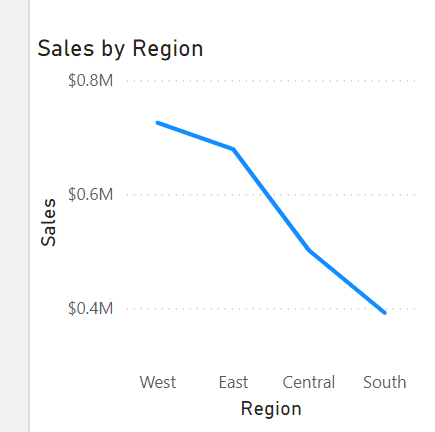 Sales by Region
$0.8M
$0.6M
$0.4M
Sales
West East Central South
Region